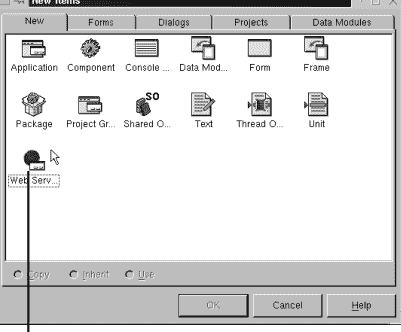 New Items
New Forms Dialogs Projects Data Modules
Application Component Console ... Data Mod... Form Frame
SO
Package Project Gr... Shared O... Text Thread O... Unit
Web Serv...
Copy Inherit Use
OK Cancel Help